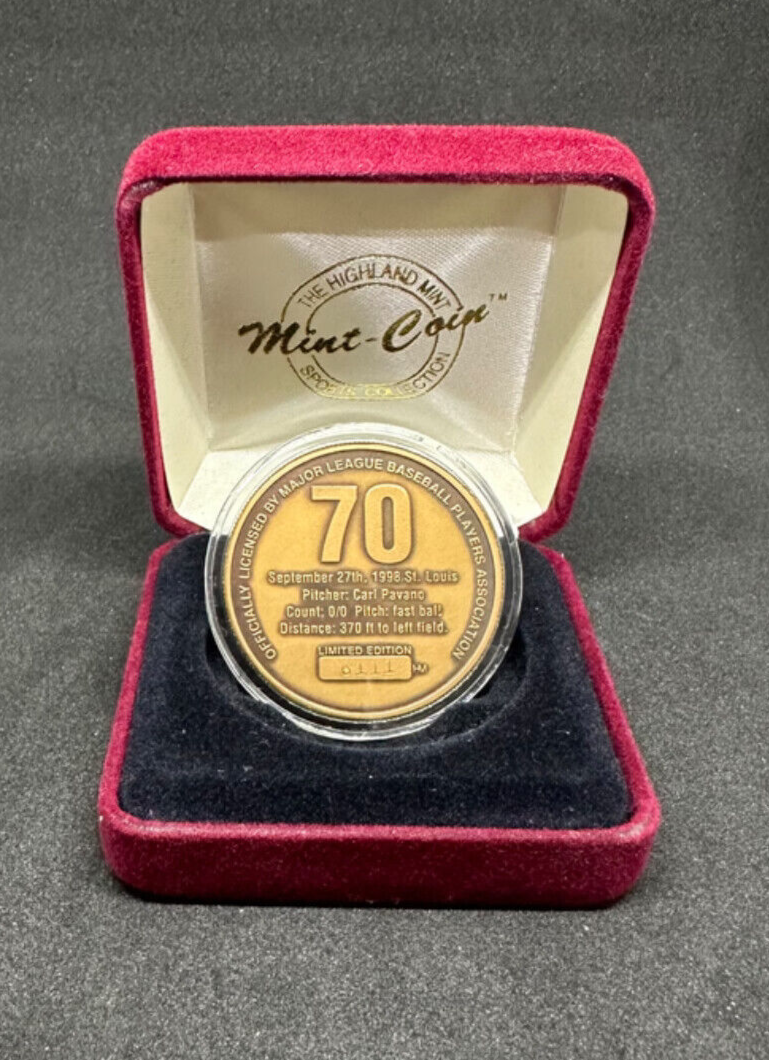 THE HIGHLAND MINT
Mint-Coin™
SPORTS COLLECTION
OFFICIALLY LICENSED BY MAJOR LEAGUE BASEBALL PLAYERS ASSOCIATION
70
September 27th, 1998 St. Louis
Pitcher: Carl Pavano
Count: 0/0 Pitch: fast ball
Distance: 370 ft to left field.
LIMITED EDITION